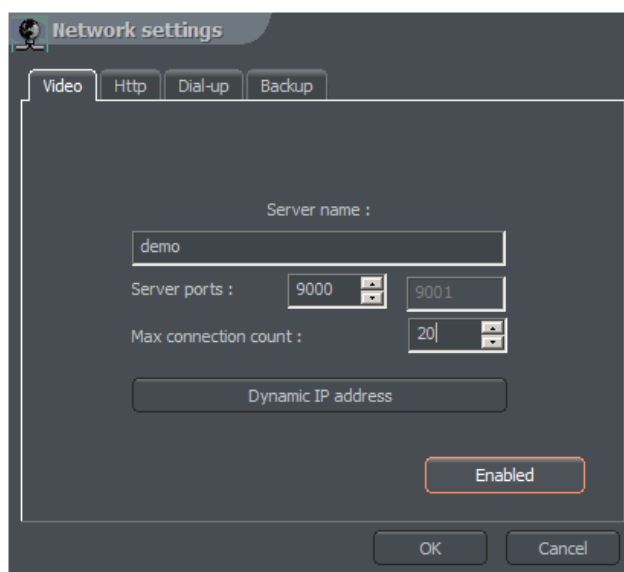 Network settings
Video Http Dial-up Backup
Server name :
demo
Server ports : 9000 9001
Max connection count : 20
Dynamic IP address
Enabled
OK Cancel